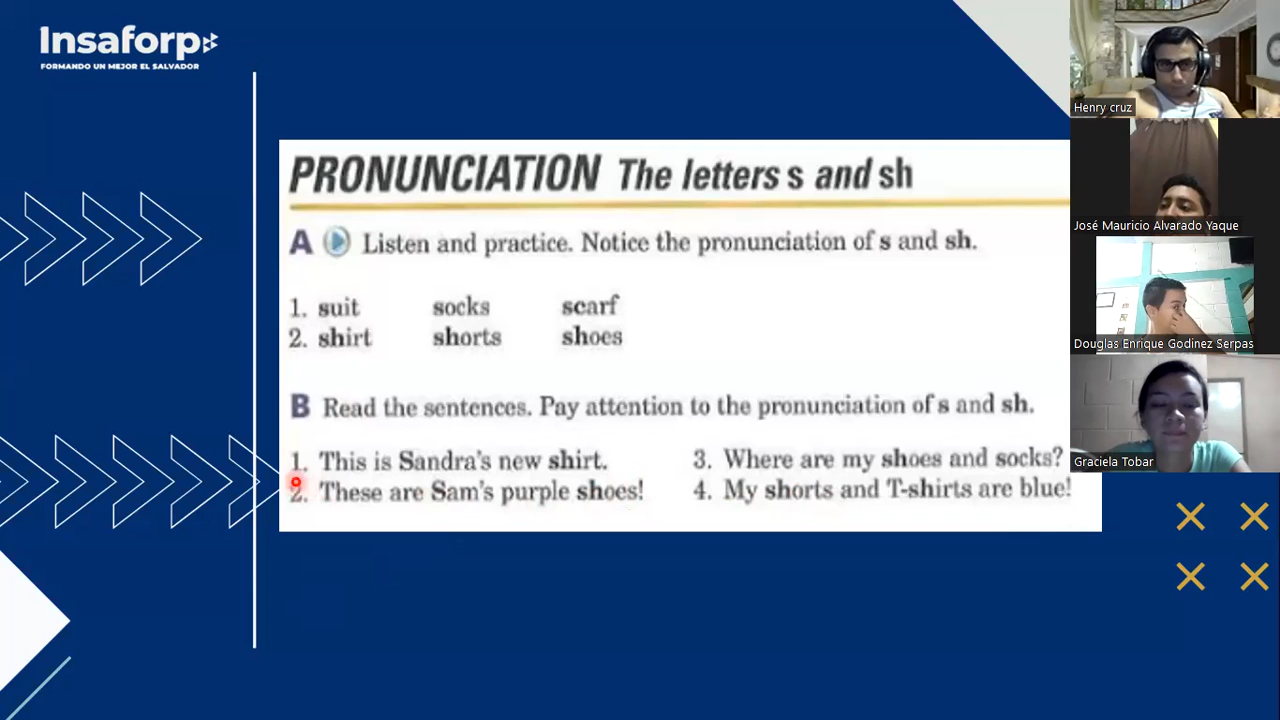 Insaforp
FORMANDO UN MEJOR EL SALVADOR
PRONUNCIATION The letters s and sh
A Listen and practice. Notice the pronunciation of s and sh.
1. suit socks scarf
2. shirt shorts shoes
B Read the sentences. Pay attention to the pronunciation of s and sh.
1. This is Sandra's new shirt.
2. These are Sam's purple shoes!
3. Where are my shoes and socks?
4. My shorts and T-shirts are blue!
Henry cruz
José Mauricio Alvarado Yaque
Douglas Enrique Godinez Serpas
Graciela Tobar